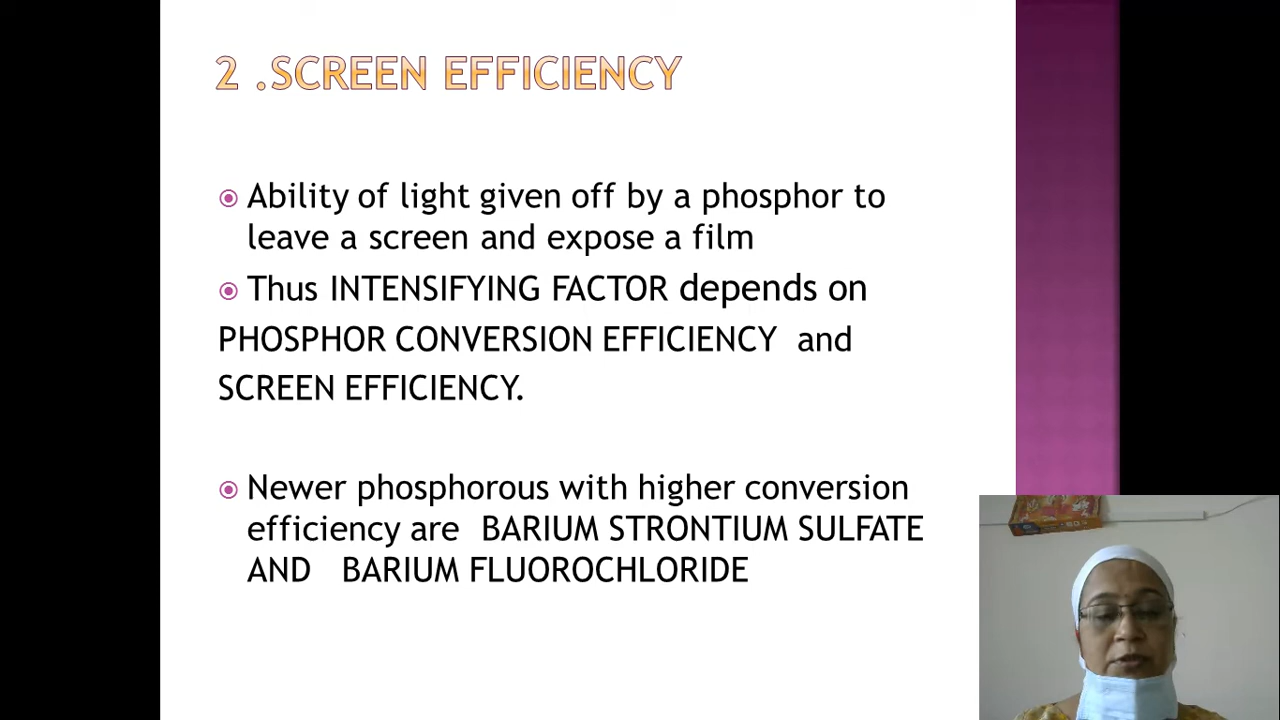 2 .SCREEN EFFICIENCY
Ability of light given off by a phosphor to
leave a screen and expose a film
Thus INTENSIFYING FACTOR depends on
PHOSPHOR CONVERSION EFFICIENCY and
SCREEN EFFICIENCY.
Newer phosphorous with higher conversion
efficiency are BARIUM STRONTIUM SULFATE
AND BARIUM FLUOROCHLORIDE